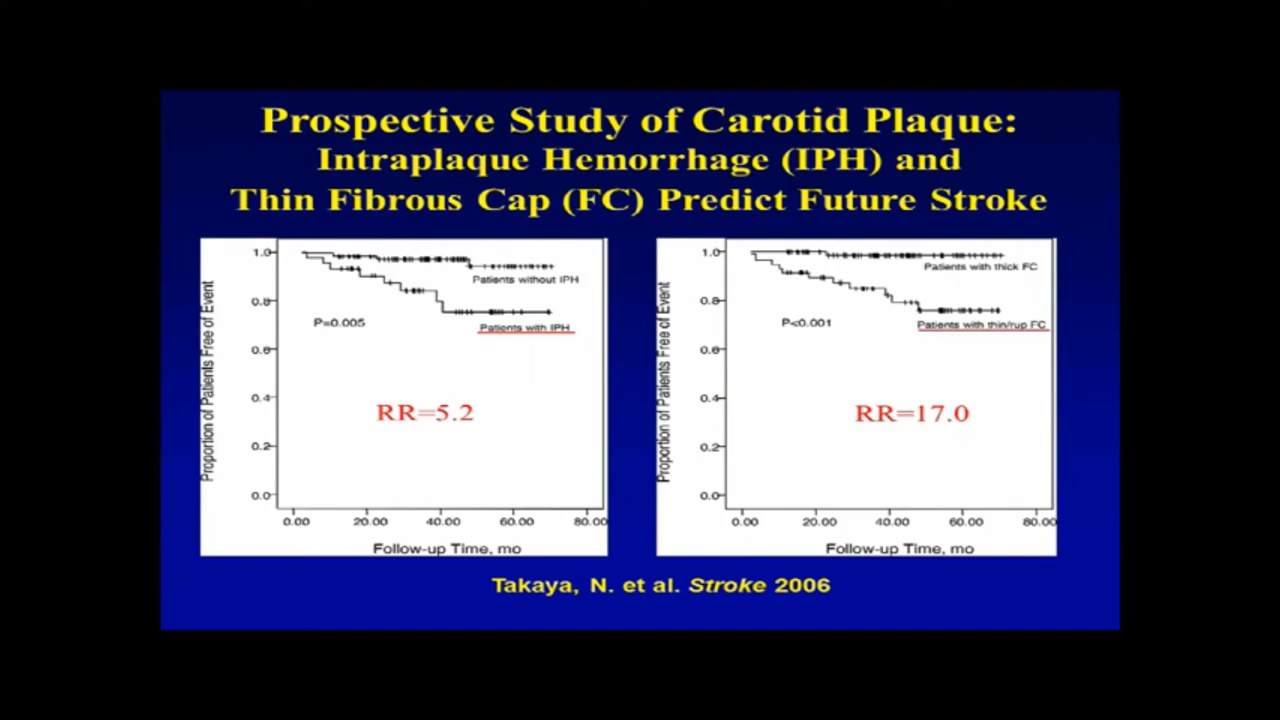 Prospective Study of Carotid Plaque:
Intraplaque Hemorrhage (IPH) and
Thin Fibrous Cap (FC) Predict Future Stroke
Proportion of Patients Free of Event
1.0
0.8
0.6
0.4
0.2
0.0
Patients without IPH
P=0.005
Patients with IPH
RR=5.2
0.00 20.00 40.00 60.00 80.00
Follow-up Time, mo
Proportion of Patients Free of Event
1.0
0.8
0.6
0.4
0.2
0.0
Patients with thick FC
P<0.001
Patients with thin/rup FC
RR=17.0
0.00 20.00 40.00 60.00 80.00
Follow-up Time, mo
Takaya, N. et al. Stroke 2006